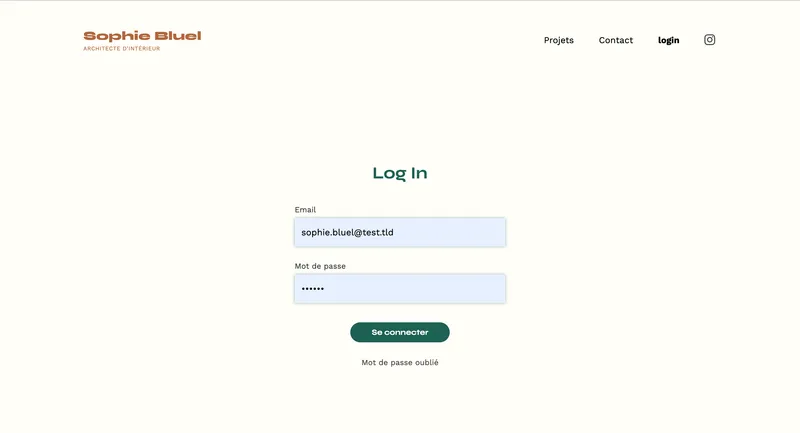 Sophie Bluel
ARCHITECTE D'INTÉRIEUR
Projets
Contact
login
Log In
Email
sophie.bluel@test.tld
Mot de passe
••••••
Se connecter
Mot de passe oublié